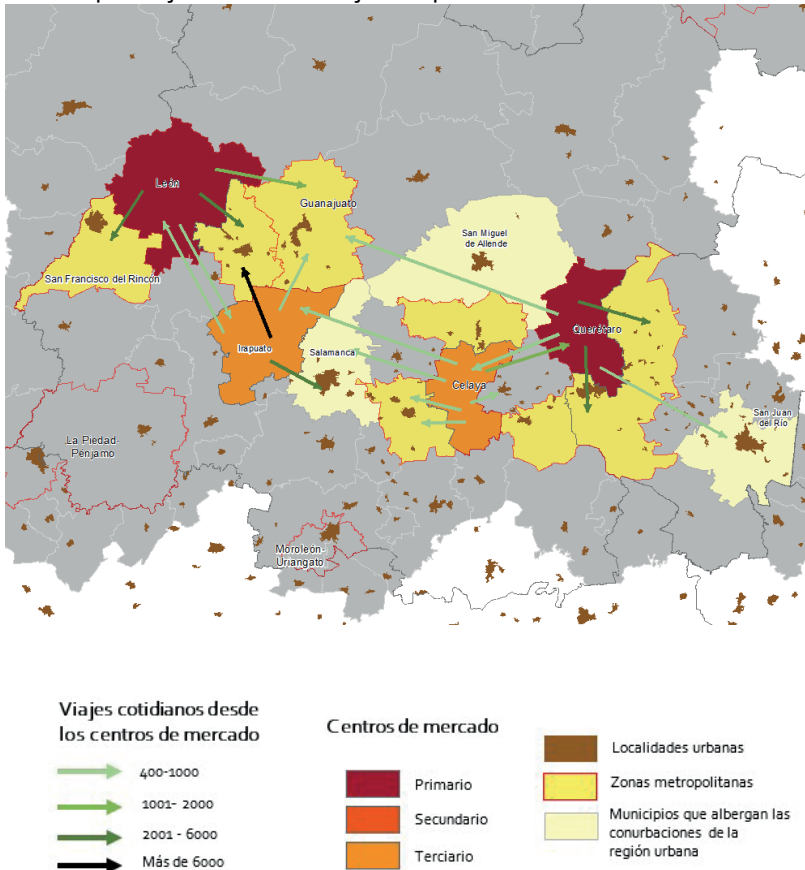 León
Guanajuato
San Miguel
de Allende
San Francisco del Rincón
Querétaro
Irapuato
Salamanca
Celaya
San Juan
del Río
La Piedad-
Pénjamo
Moroleón-
Uriangato
Viajes cotidianos desde
los centros de mercado
400-1000
1001- 2000
2001 - 6000
Más de 6000
Centros de mercado
Primario
Secundario
Terciario
Localidades urbanas
Zonas metropolitanas
Municipios que albergan las
conurbaciones de la
región urbana